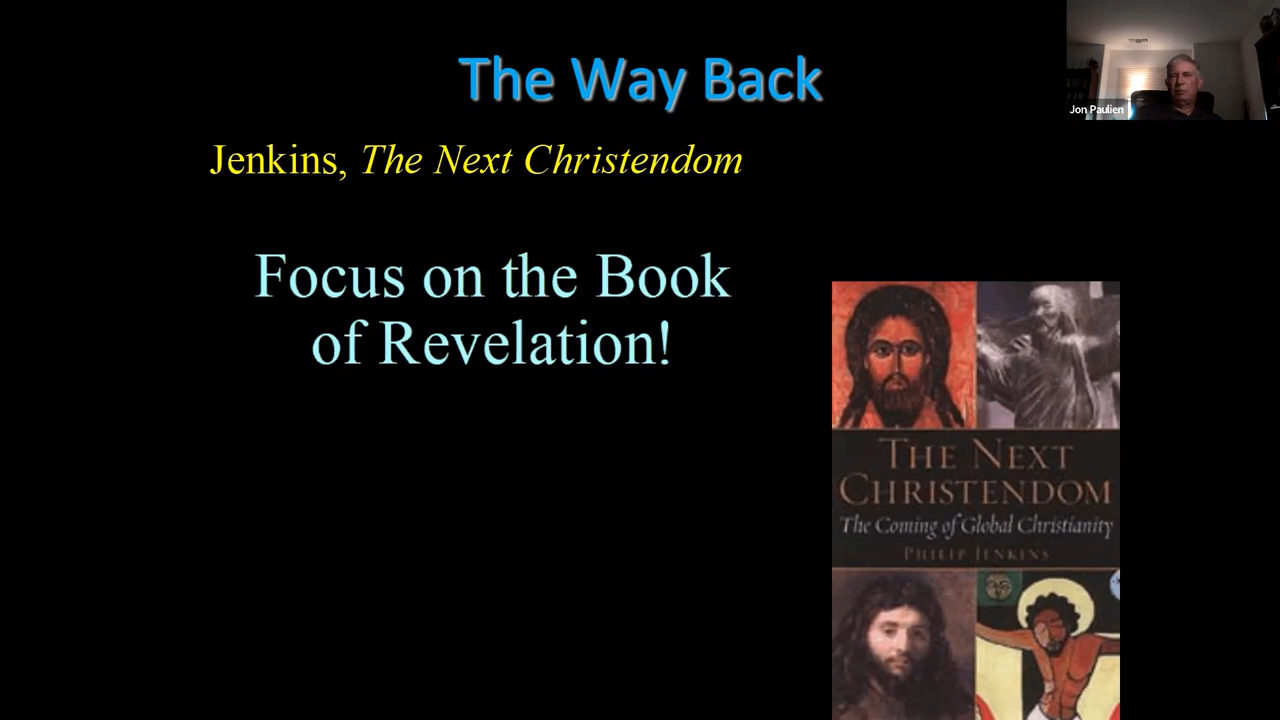 The Way Back
Jon Paulien
Jenkins, The Next Christendom
Focus on the Book
of Revelation!
THE NEXT
CHRISTENDOM
The Coming of Global Christianity
PHILIP JENKINS